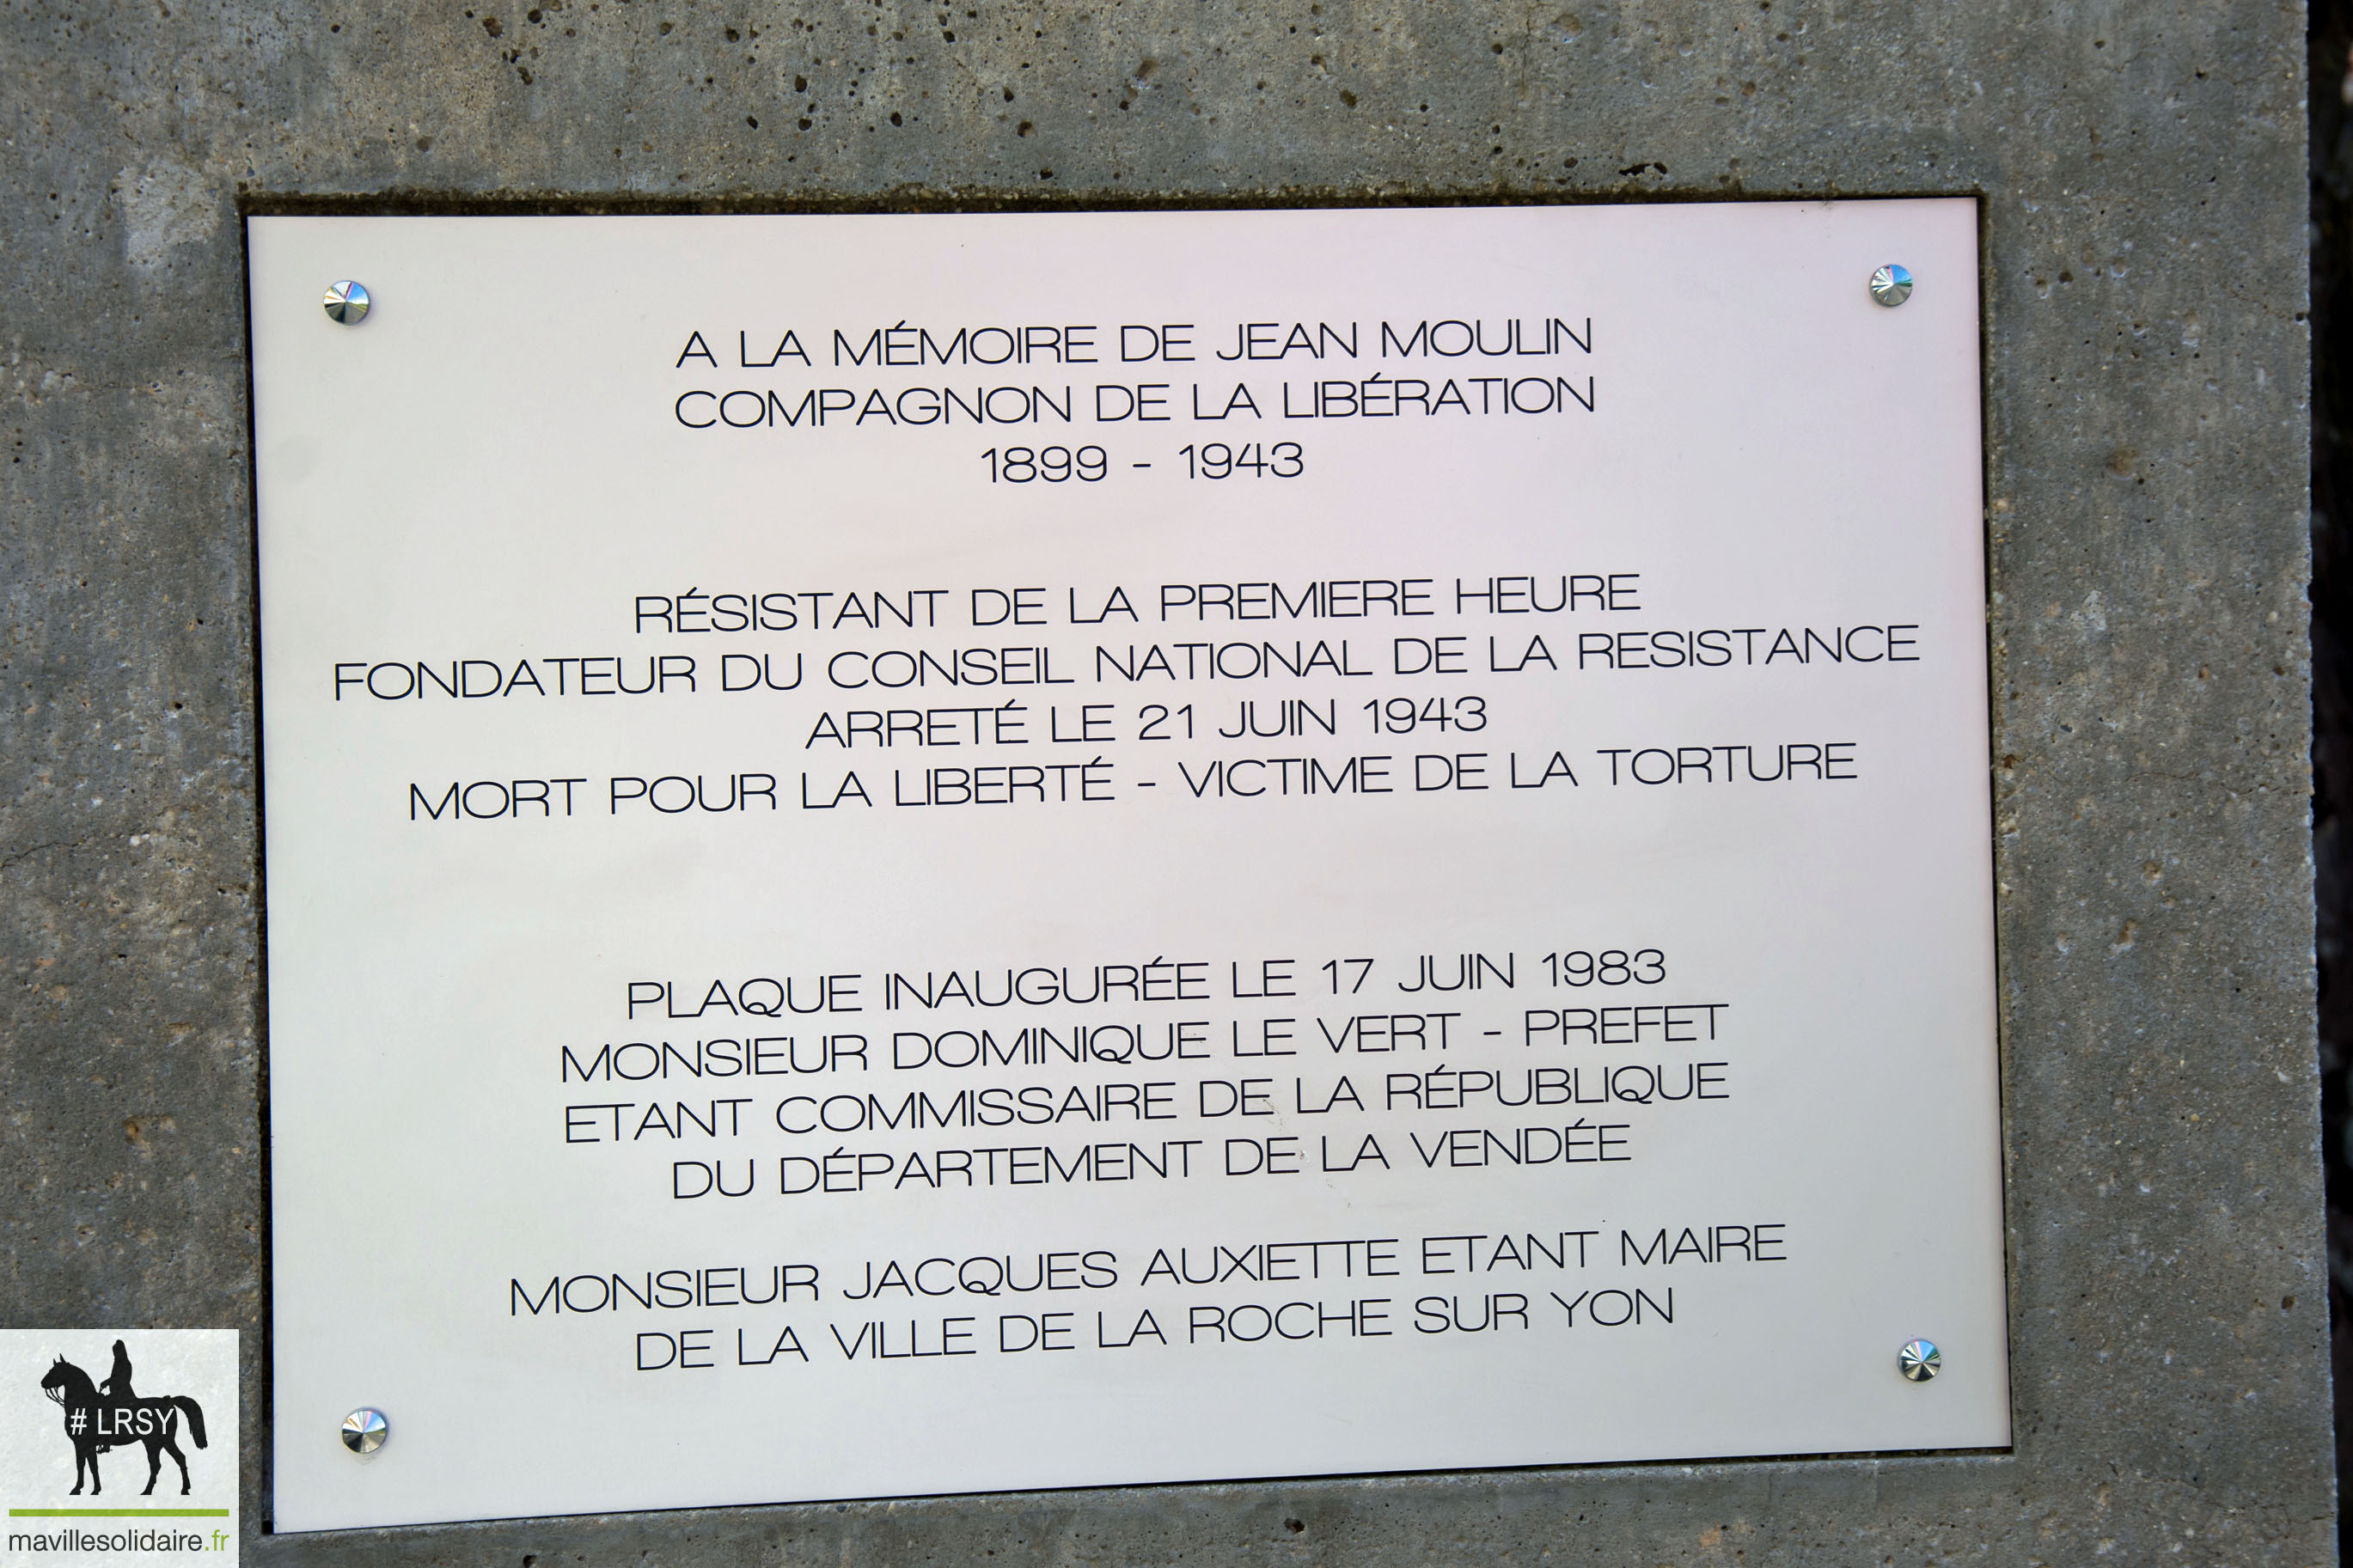 A LA MÉMOIRE DE JEAN MOULIN
COMPAGNON DE LA LIBÉRATION
1899 - 1943
RÉSISTANT DE LA PREMIERE HEURE
FONDATEUR DU CONSEIL NATIONAL DE LA RESISTANCE
ARRETÉ LE 21 JUIN 1943
MORT POUR LA LIBERTÉ - VICTIME DE LA TORTURE
PLAQUE INAUGURÉE LE 17 JUIN 1983
MONSIEUR DOMINIQUE LE VERT - PREFET
ETANT COMMISSAIRE DE LA RÉPUBLIQUE
DU DÉPARTEMENT DE LA VENDÉE
MONSIEUR JACQUES AUXIETTE ETANT MAIRE
DE LA VILLE DE LA ROCHE SUR YON
# LRSY
mavillesolidaire.fr